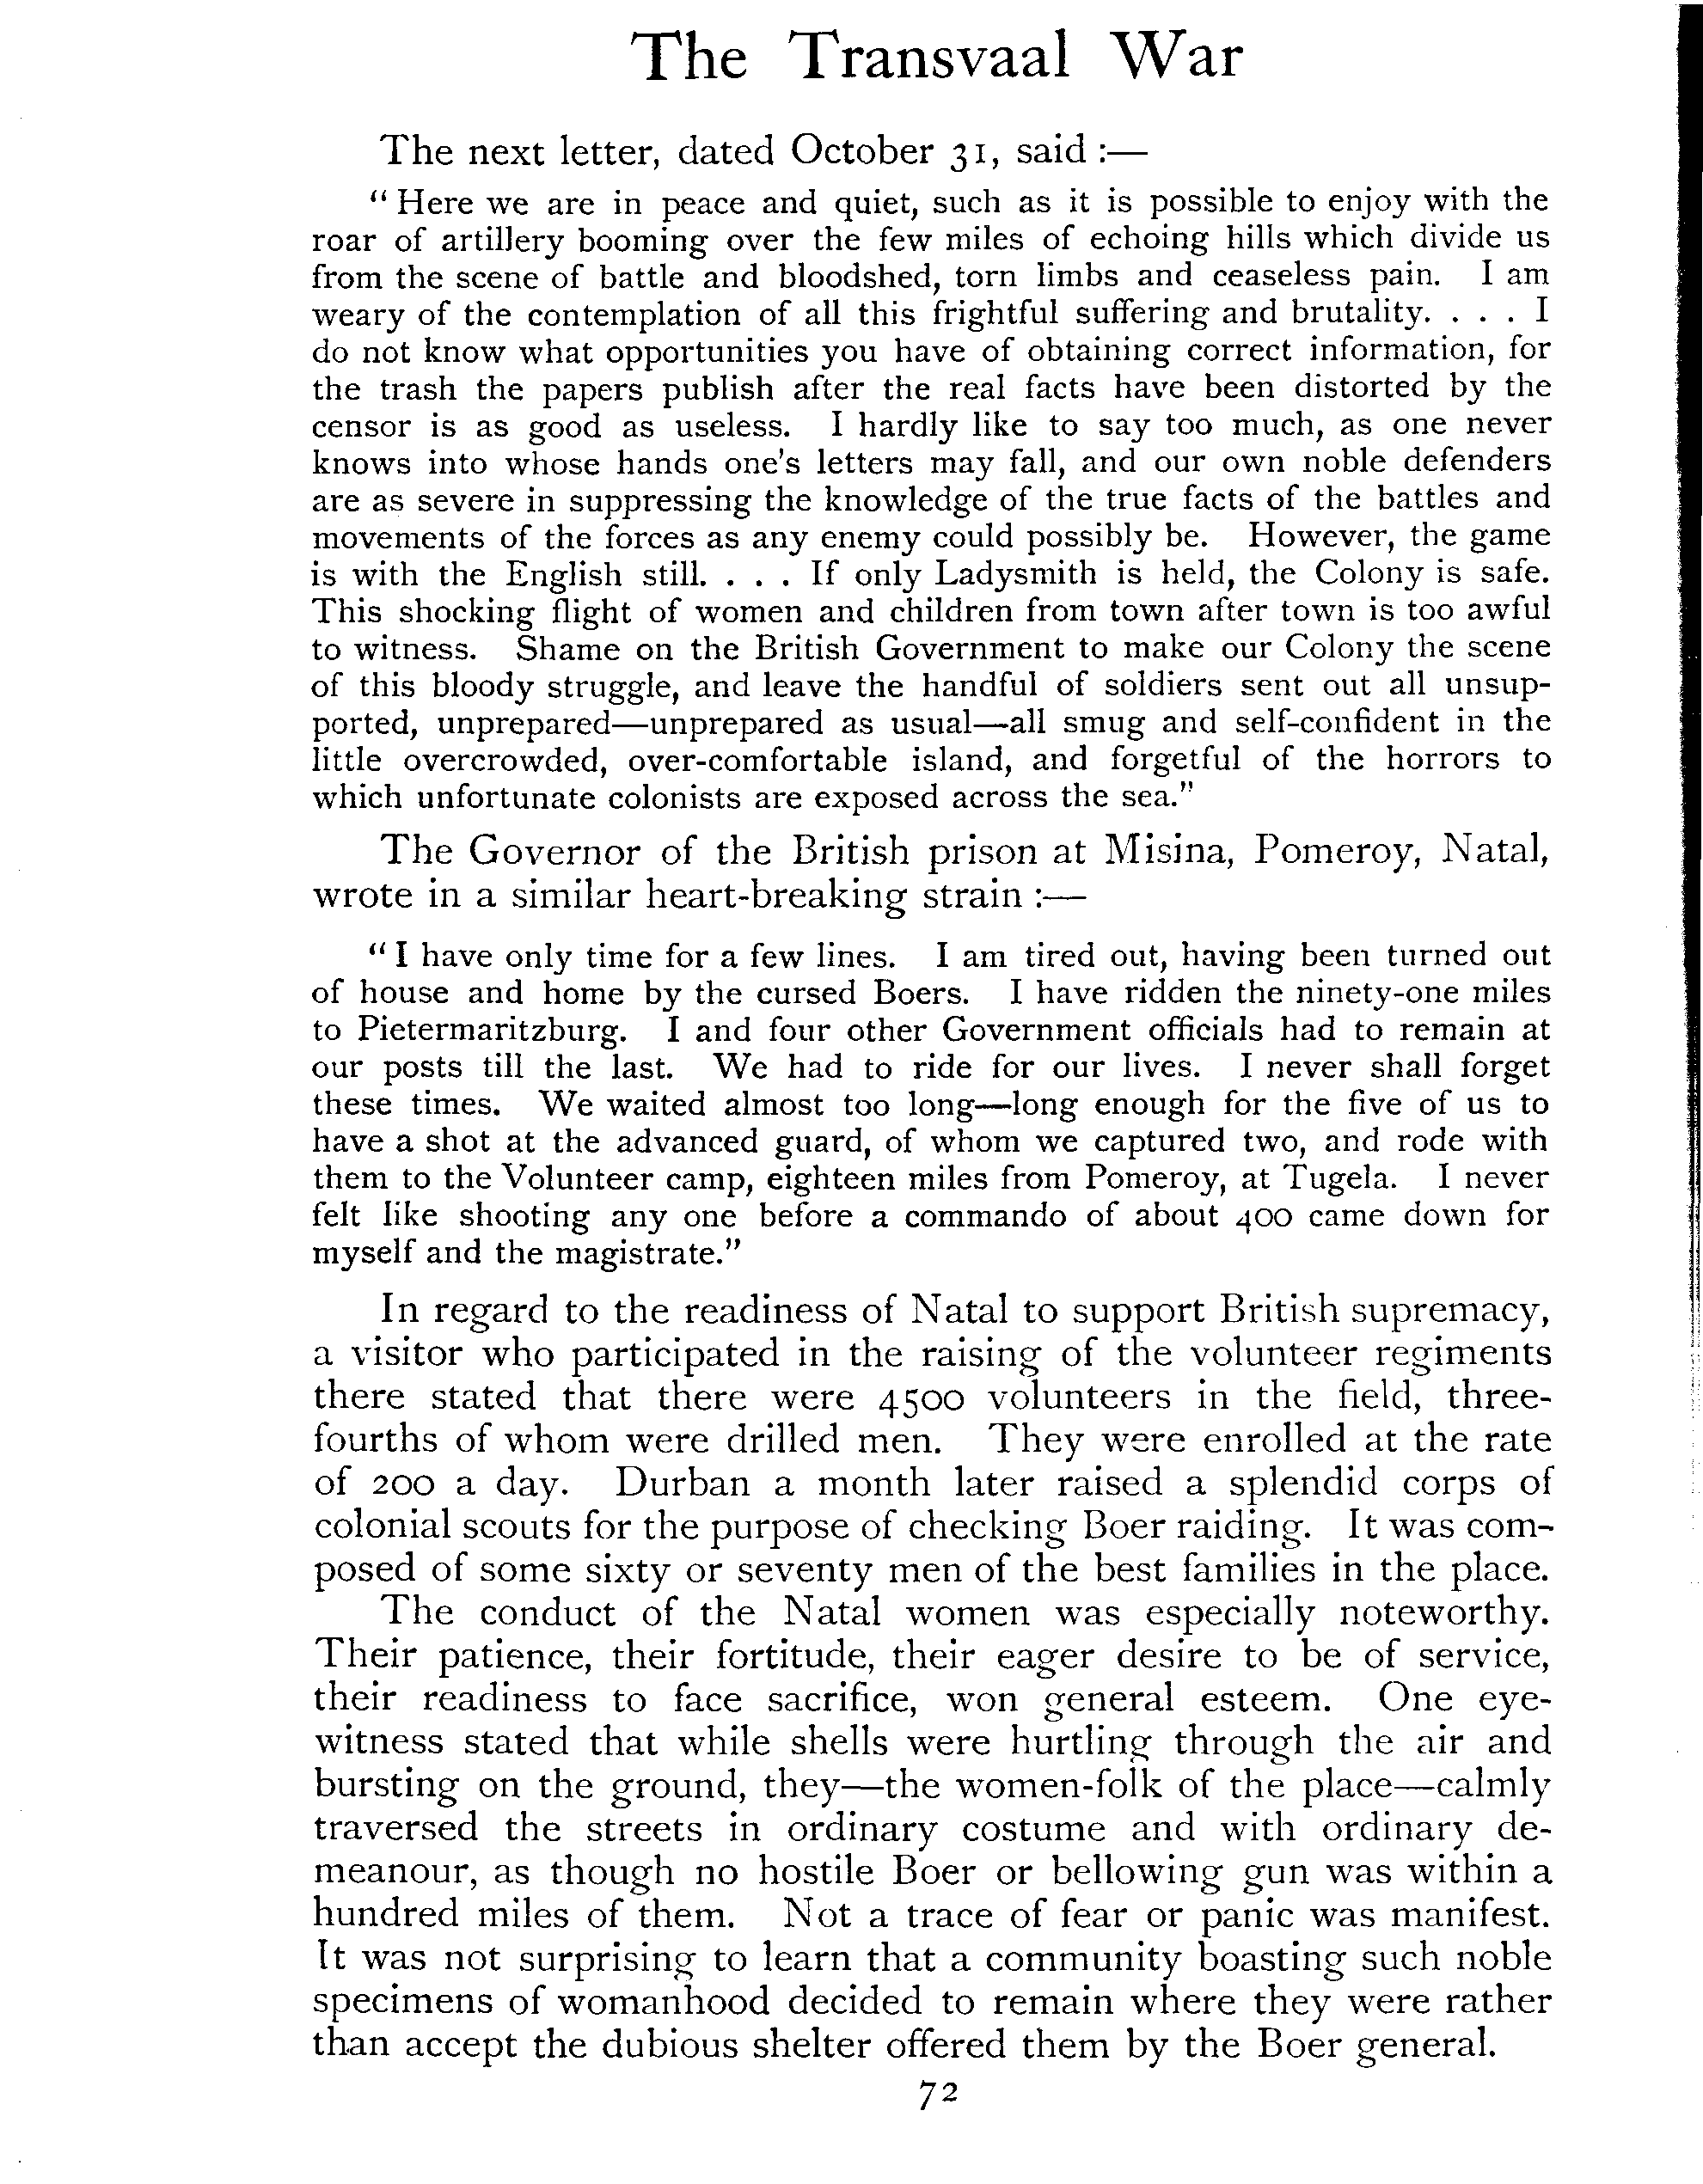 The Transvaal War
The next letter, dated October 31, said :—
“ Here we are in peace and quiet, such as it is possible to enjoy with the
roar of artillery booming over the few miles of echoing hills which divide us
from the scene of battle and bloodshed, torn limbs and ceaseless pain. I am
weary of the contemplation of all this frightful suffering and brutality. . . . I
do not know what opportunities you have of obtaining correct information, for
the trash the papers publish after the real facts have been distorted by the
censor is as good as useless. I hardly like to say too much, as one never
knows into whose hands one's letters may fall, and our own noble defenders
are as severe in suppressing the knowledge of the true facts of the battles and
movements of the forces as any enemy could possibly be. However, the game
is with the English still. . . . If only Ladysmith is held, the Colony is safe.
This shocking flight of women and children from town after town is too awful
to witness. Shame on the British Government to make our Colony the scene
of this bloody struggle, and leave the handful of soldiers sent out all unsup-
ported, unprepared—unprepared as usual—all smug and self-confident in the
little overcrowded, over-comfortable island, and forgetful of the horrors to
which unfortunate colonists are exposed across the sea.”
The Governor of the British prison at Misina, Pomeroy, Natal,
wrote in a similar heart-breaking strain :—
“ I have only time for a few lines. I am tired out, having been turned out
of house and home by the cursed Boers. I have ridden the ninety-one miles
to Pietermaritzburg. I and four other Government officials had to remain at
our posts till the last. We had to ride for our lives. I never shall forget
these times. We waited almost too long—long enough for the five of us to
have a shot at the advanced guard, of whom we captured two, and rode with
them to the Volunteer camp, eighteen miles from Pomeroy, at Tugela. I never
felt like shooting any one before a commando of about 400 came down for
myself and the magistrate.”
In regard to the readiness of Natal to support British supremacy,
a visitor who participated in the raising of the volunteer regiments
there stated that there were 4500 volunteers in the field, three-
fourths of whom were drilled men. They were enrolled at the rate
of 200 a day. Durban a month later raised a splendid corps of
colonial scouts for the purpose of checking Boer raiding. It was com-
posed of some sixty or seventy men of the best families in the place.
The conduct of the Natal women was especially noteworthy.
Their patience, their fortitude, their eager desire to be of service,
their readiness to face sacrifice, won general esteem. One eye-
witness stated that while shells were hurtling through the air and
bursting on the ground, they—the women-folk of the place—calmly
traversed the streets in ordinary costume and with ordinary de-
meanour, as though no hostile Boer or bellowing gun was within a
hundred miles of them. Not a trace of fear or panic was manifest.
It was not surprising to learn that a community boasting such noble
specimens of womanhood decided to remain where they were rather
than accept the dubious shelter offered them by the Boer general.
72